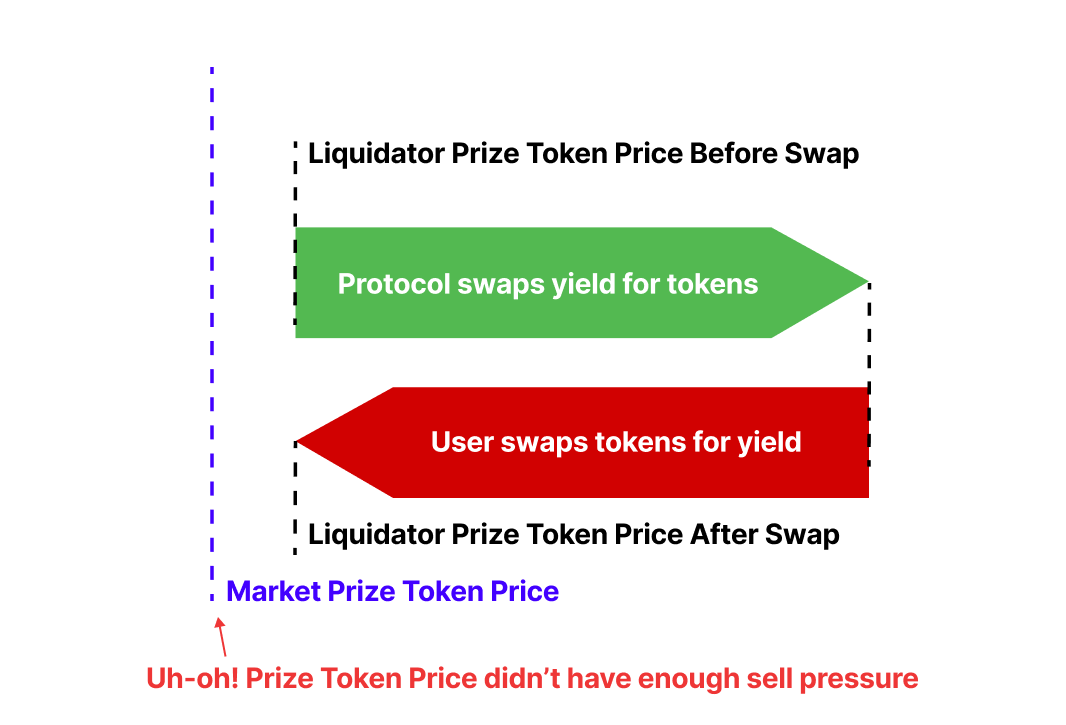 Liquidator Prize Token Price Before Swap
Protocol swaps yield for tokens
User swaps tokens for yield
Liquidator Prize Token Price After Swap
Market Prize Token Price
Uh-oh! Prize Token Price didn’t have enough sell pressure